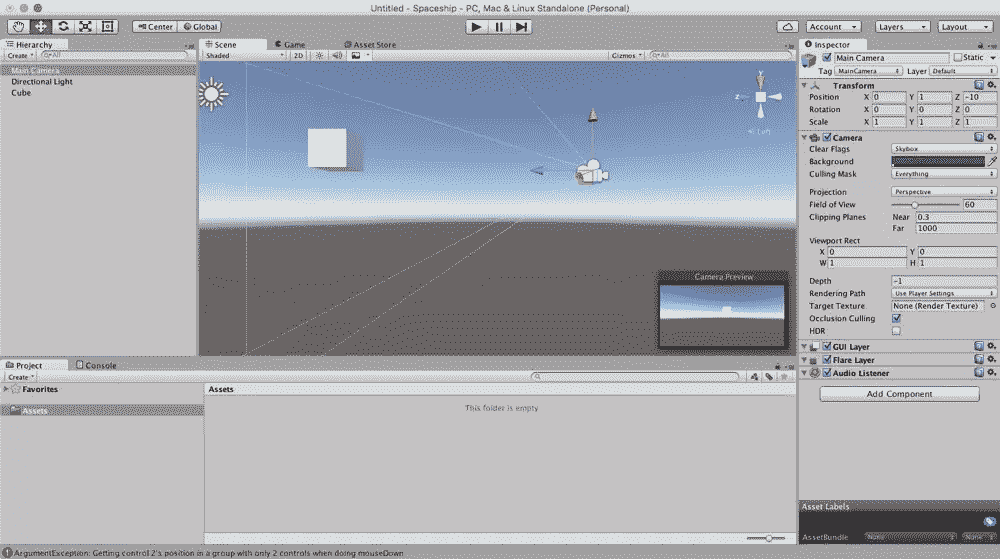 Untitled - Spaceship - PC, Mac & Linux Standalone (Personal)
Center Global Account Layers Layout
Hierarchy
Create All
Main Camera
Directional Light
Cube
Scene Game Asset Store
Shaded 2D Gizmos All
y
z
Left
Camera Preview
Inspector
Main Camera Static
Tag MainCamera Layer Default
Transform
Position X 0 Y 1 Z -10
Rotation X 0 Y 0 Z 0
Scale X 1 Y 1 Z 1
Camera
Clear Flags Skybox
Background
Culling Mask Everything
Projection Perspective
Field of View 60
Clipping Planes Near 0.3
Far 1000
Viewport Rect
X 0 Y 0
W 1 H 1
Depth -1
Rendering Path Use Player Settings
Target Texture None (Render Texture)
Occlusion Culling
HDR
GUI Layer
Flare Layer
Audio Listener
Add Component
Project Console
Create
Favorites
Assets
Assets
This folder is empty
Asset Labels
AssetBundle None None
ArgumentException: Getting control 2's position in a group with only 2 controls when doing mouseDown